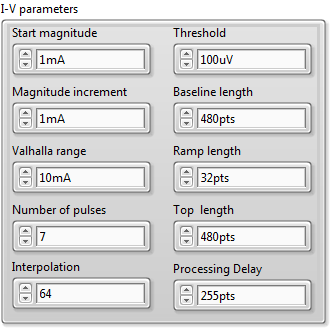 I-V parameters
Start magnitude
1mA
Threshold
100uV
Magnitude increment
1mA
Baseline length
480pts
Valhalla range
10mA
Ramp length
32pts
Number of pulses
7
Top  length
480pts
Interpolation
64
Processing Delay
255pts